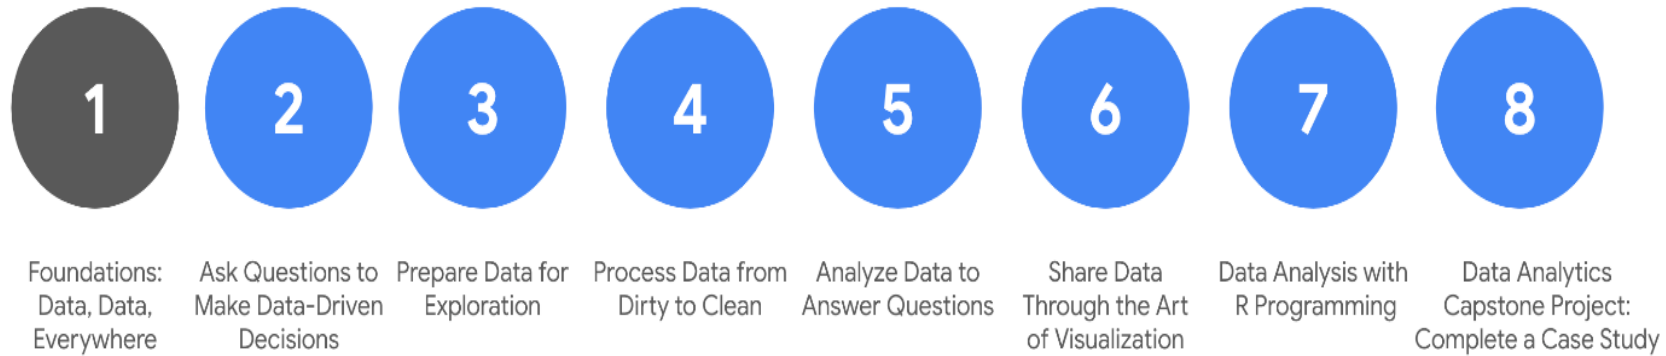 1
2
3
4
5
6
7
8
Foundations:
Data, Data,
Everywhere
Ask Questions to
Make Data-Driven
Decisions
Prepare Data for
Exploration
Process Data from
Dirty to Clean
Analyze Data to
Answer Questions
Share Data
Through the Art
of Visualization
Data Analysis with
R Programming
Data Analytics
Capstone Project:
Complete a Case Study